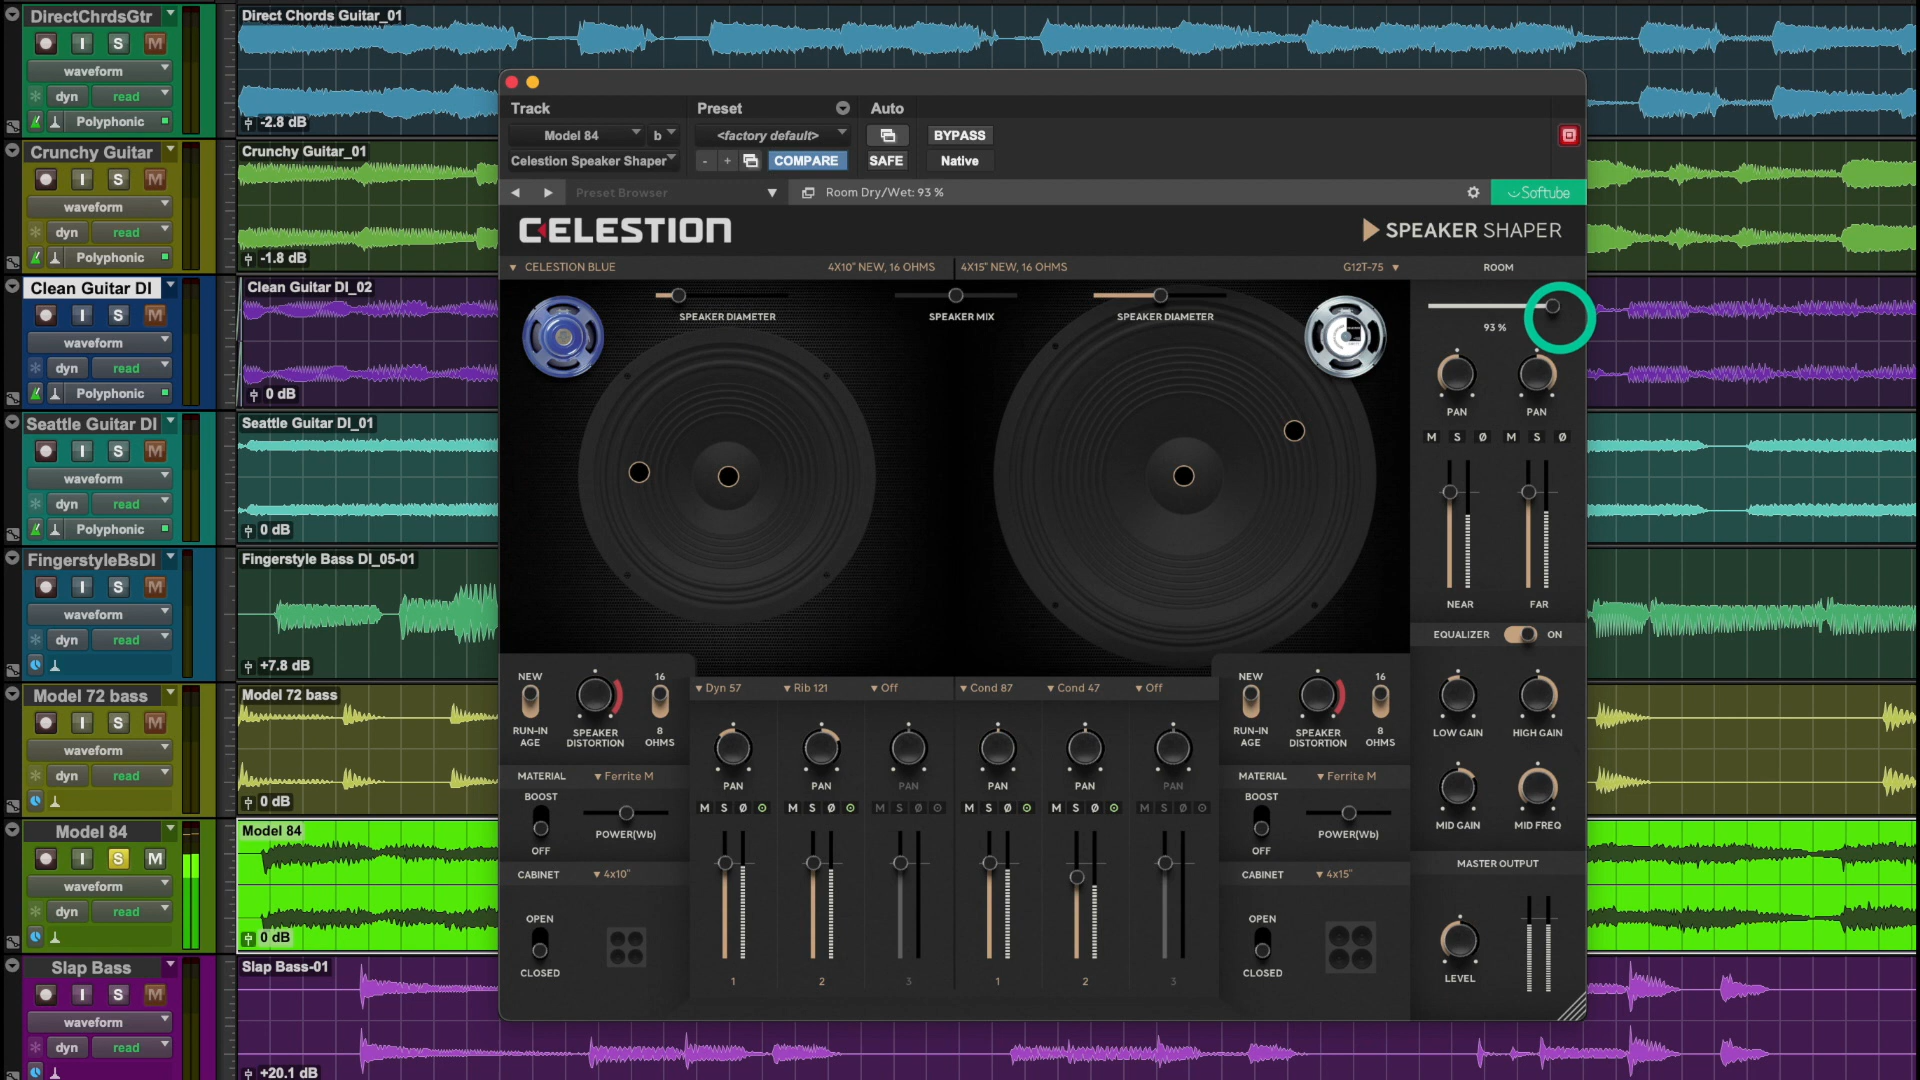 DirectChrdsGtr
I S M
waveform
dyn read
Polyphonic
Direct Chords Guitar_01
-2.8 dB
Crunchy Guitar
I S M
waveform
dyn read
Polyphonic
Crunchy Guitar_01
-1.8 dB
Clean Guitar DI
I S M
waveform
dyn read
Polyphonic
Clean Guitar DI_02
0 dB
Seattle Guitar DI
I S M
waveform
dyn read
Polyphonic
Seattle Guitar DI_01
0 dB
FingerstyleBsDI
I S M
waveform
dyn read
Fingerstyle Bass DI_05-01
+7.8 dB
Model 72 bass
I S M
waveform
dyn read
Model 72 bass
0 dB
Model 84
I S M
waveform
dyn read
Model 84
0 dB
Slap Bass
I S M
waveform
dyn read
Slap Bass-01
+20.1 dB
Track Preset Auto
Model 84 b <factory default> BYPASS
Celestion Speaker Shaper - + COMPARE SAFE Native
Preset Browser Room Dry/Wet: 93 % Softube
CELESTION SPEAKER SHAPER
CELESTION BLUE 4X10" NEW, 16 OHMS 4X15" NEW, 16 OHMS G12T-75 ROOM
SPEAKER DIAMETER SPEAKER MIX SPEAKER DIAMETER
93 %
PAN PAN
M S Ø M S Ø
NEAR FAR
EQUALIZER ON
LOW GAIN HIGH GAIN
MID GAIN MID FREQ
MASTER OUTPUT
LEVEL
NEW 16
RUN-IN AGE SPEAKER DISTORTION 8 OHMS
MATERIAL Ferrite M
BOOST
POWER(Wb)
OFF
CABINET 4x10"
OPEN
CLOSED
Dyn 57 Rib 121 Off Cond 87 Cond 47 Off
PAN PAN PAN PAN PAN PAN
M S Ø M S Ø M S Ø M S Ø M S Ø M S Ø
1 2 3 1 2 3
NEW 16
RUN-IN AGE SPEAKER DISTORTION 8 OHMS
MATERIAL Ferrite M
BOOST
POWER(Wb)
OFF
CABINET 4x15"
OPEN
CLOSED